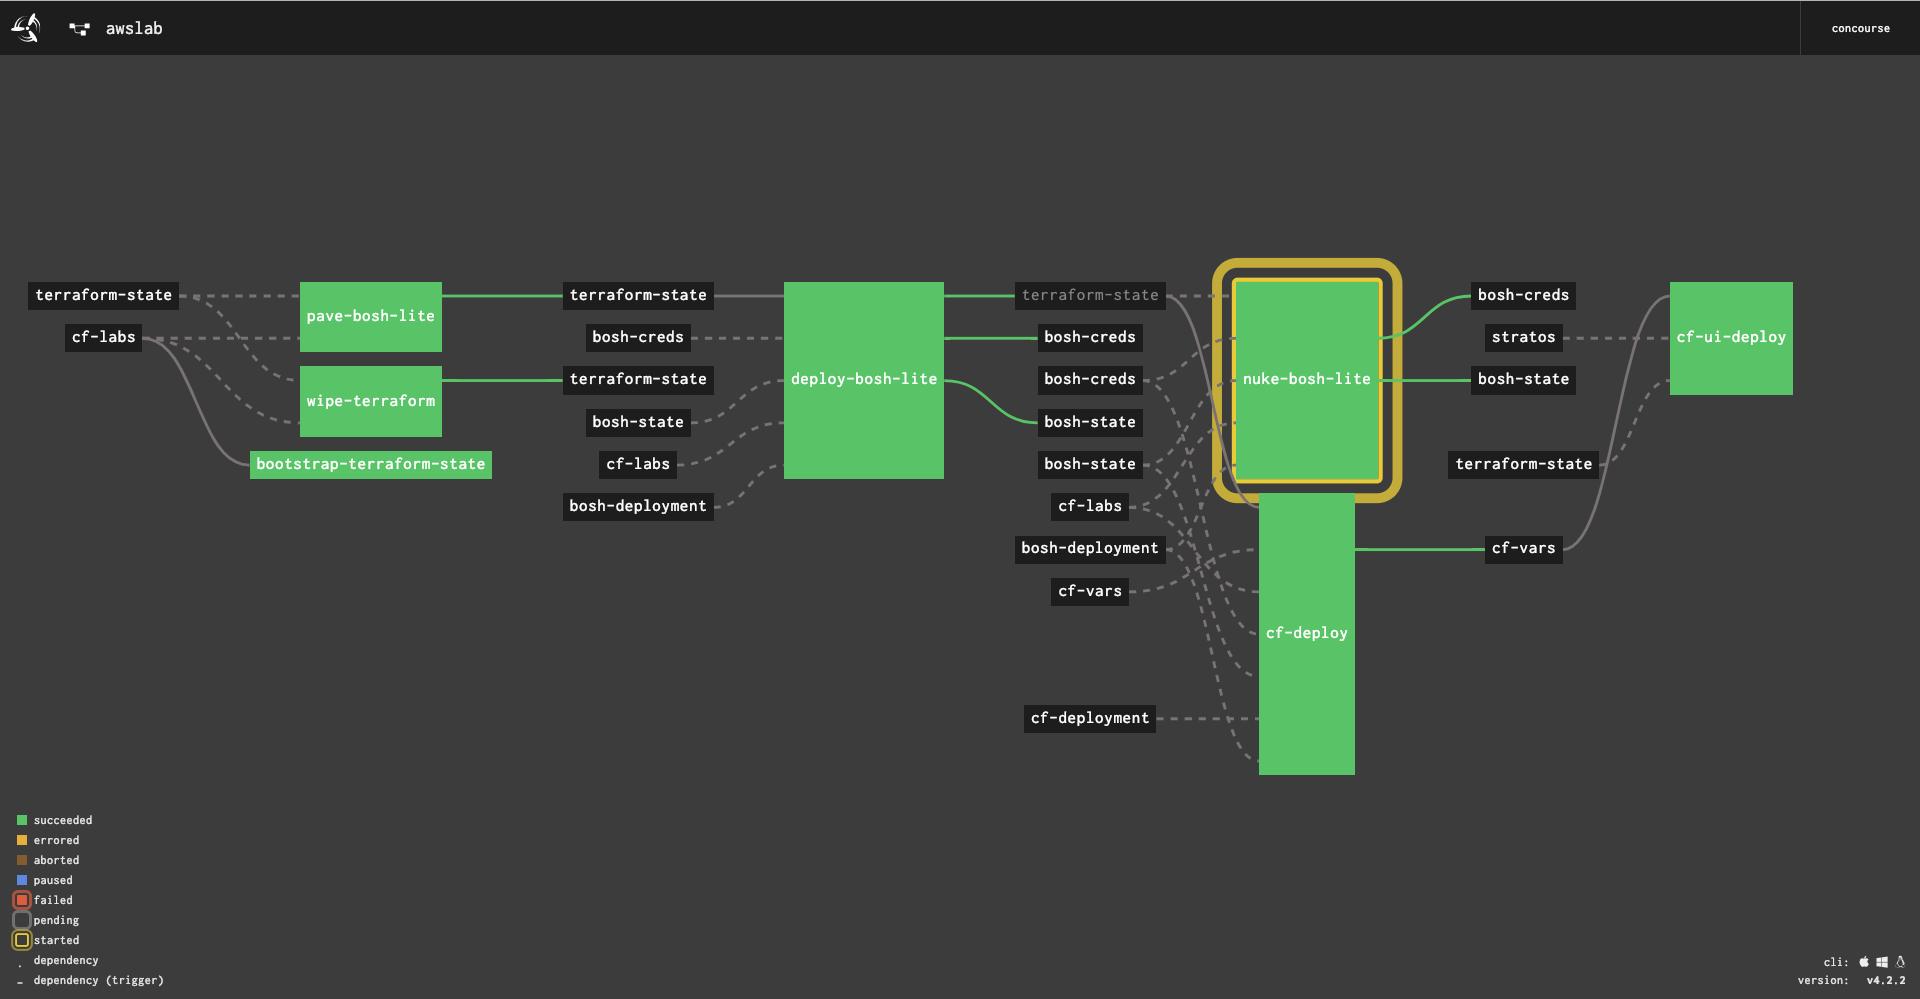 awslab
concourse
terraform-state
cf-labs
pave-bosh-lite
wipe-terraform
bootstrap-terraform-state
terraform-state
bosh-creds
terraform-state
bosh-state
cf-labs
bosh-deployment
deploy-bosh-lite
terraform-state
bosh-creds
bosh-creds
bosh-state
bosh-state
cf-labs
bosh-deployment
cf-vars
cf-deployment
nuke-bosh-lite
cf-deploy
bosh-creds
stratos
bosh-state
terraform-state
cf-vars
cf-ui-deploy
succeeded
errored
aborted
paused
failed
pending
started
dependency
dependency (trigger)
cli:
version: v4.2.2